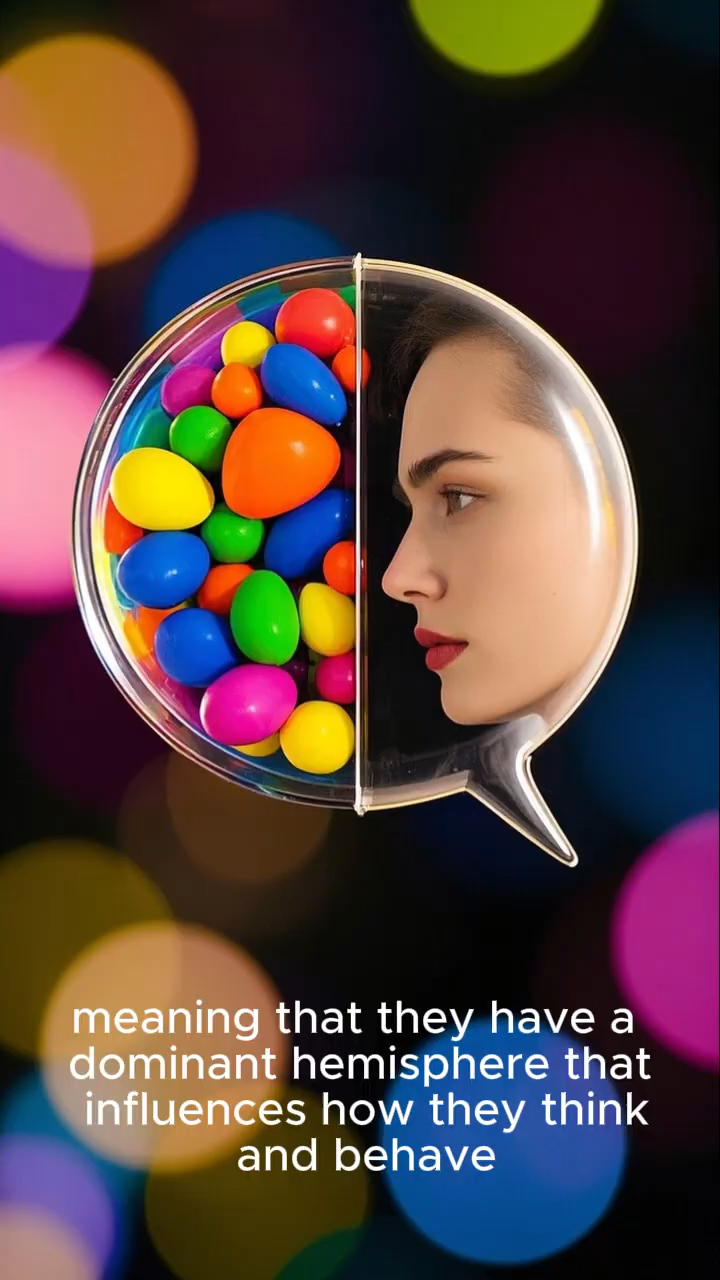 meaning that they have a
dominant hemisphere that
influences how they think
and behave